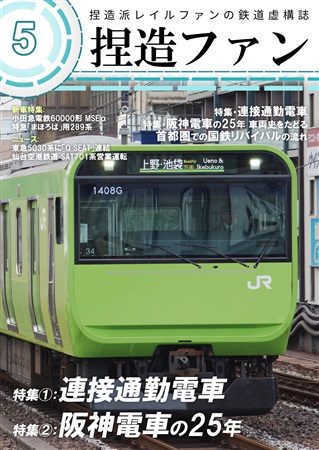 捏造派レイルファンの鉄道虚構誌
5
捏造ファン
新車特集:
小田急電鉄60000形 MSEα
特急「まほろば」用289系
ニュース:
東急5030系に「Q SEAT」連結
仙台空港鉄道・SAT701系営業運転
特集・連接通勤電車
特集・阪神電車の25年 車両史をたどる
首都圏での国鉄リバイバルの流れ
上野・池袋
方面
Ueno &
Ikebukuro
1408G
34
JR
特集①: 連接通勤電車
特集②: 阪神電車の25年